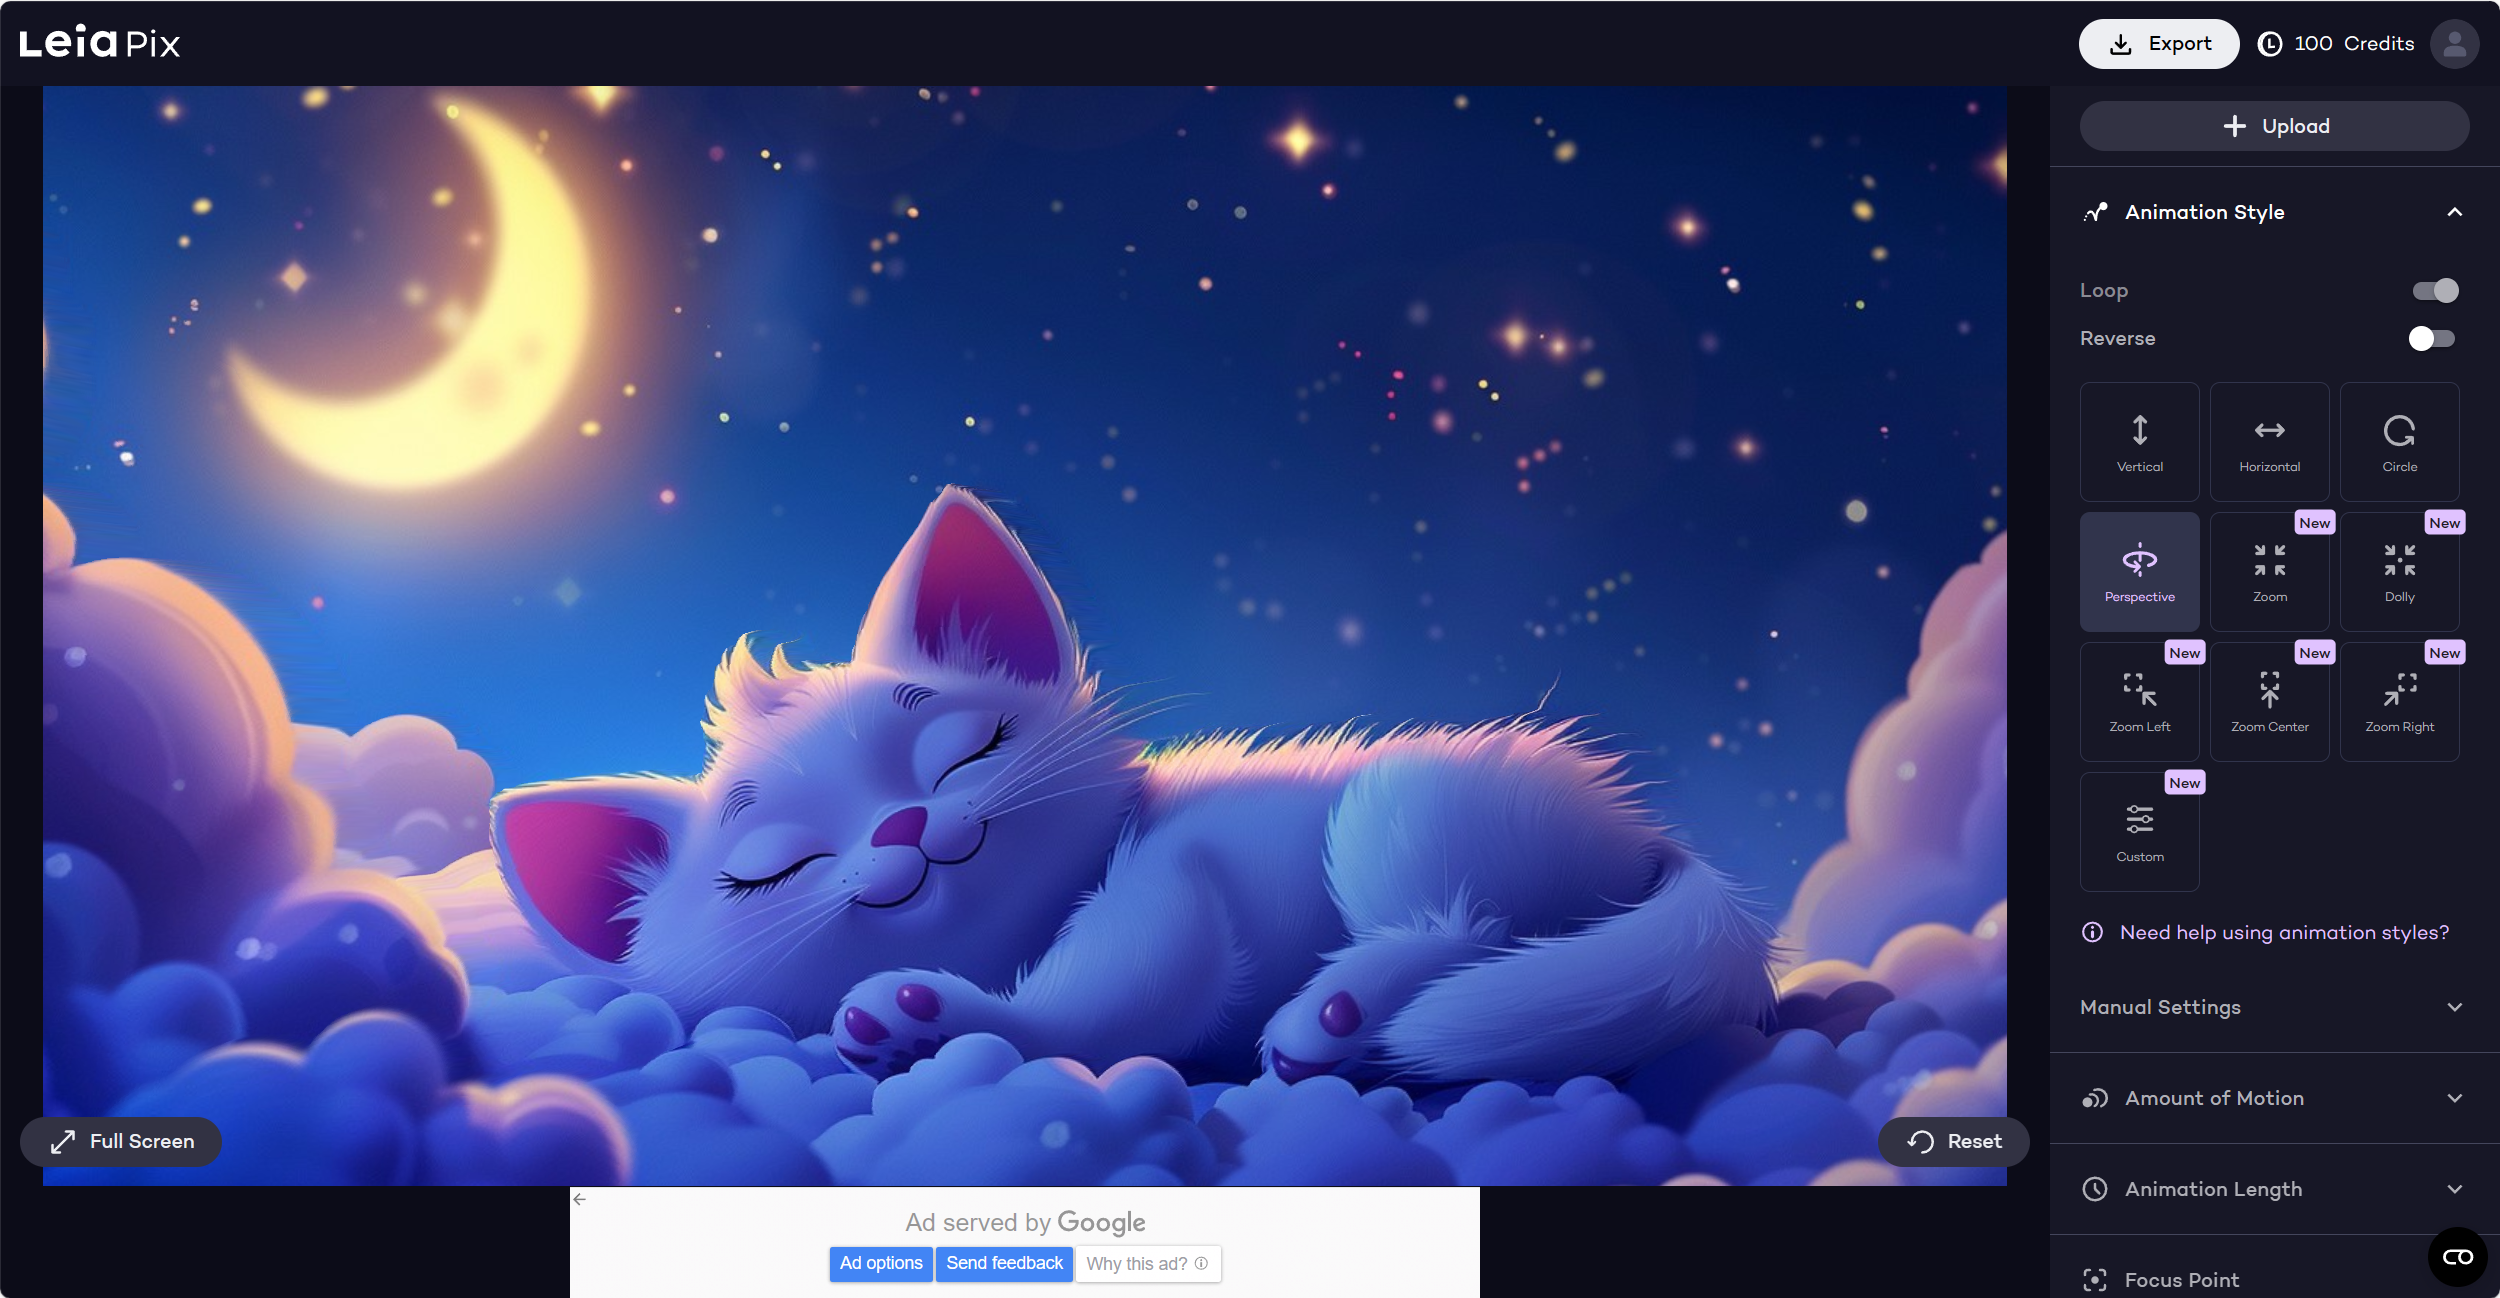 Leia Pix
Export
100 Credits
Upload
Animation Style
Loop
Reverse
Vertical
Horizontal
Circle
Perspective
New
Zoom
New
Dolly
New
Zoom Left
New
Zoom Center
New
Zoom Right
New
Custom
Need help using animation styles?
Manual Settings
Amount of Motion
Animation Length
Focus Point
Full Screen
Reset
Ad served by Google
Ad options
Send feedback
Why this ad?